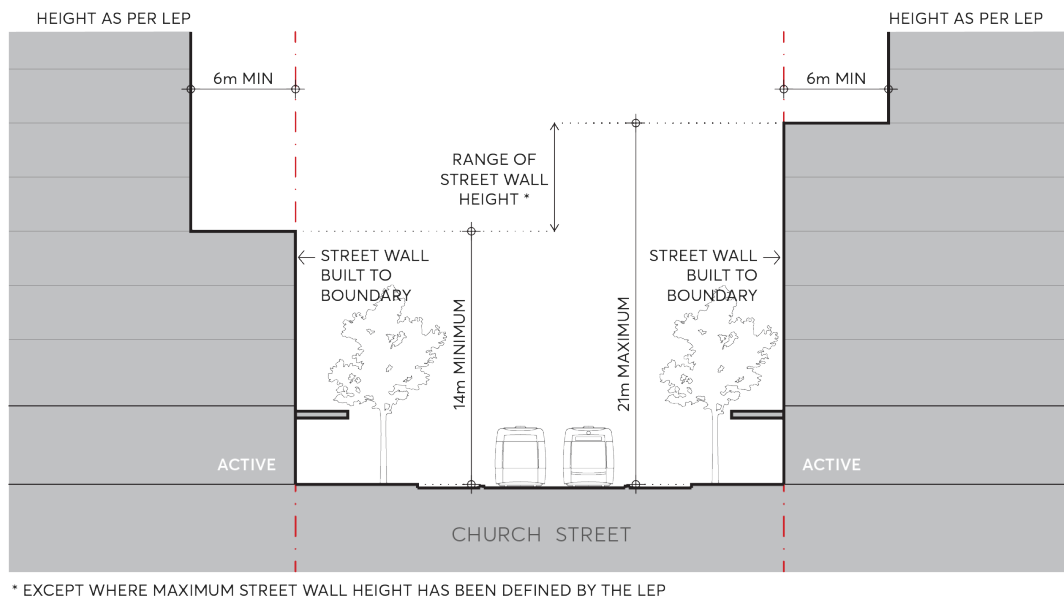 HEIGHT AS PER LEP
HEIGHT AS PER LEP
6m MIN
6m MIN
RANGE OF
STREET WALL
HEIGHT *
STREET WALL
BUILT TO
BOUNDARY
STREET WALL
BUILT TO
BOUNDARY
14m MINIMUM
21m MAXIMUM
ACTIVE
ACTIVE
CHURCH STREET
* EXCEPT WHERE MAXIMUM STREET WALL HEIGHT HAS BEEN DEFINED BY THE LEP